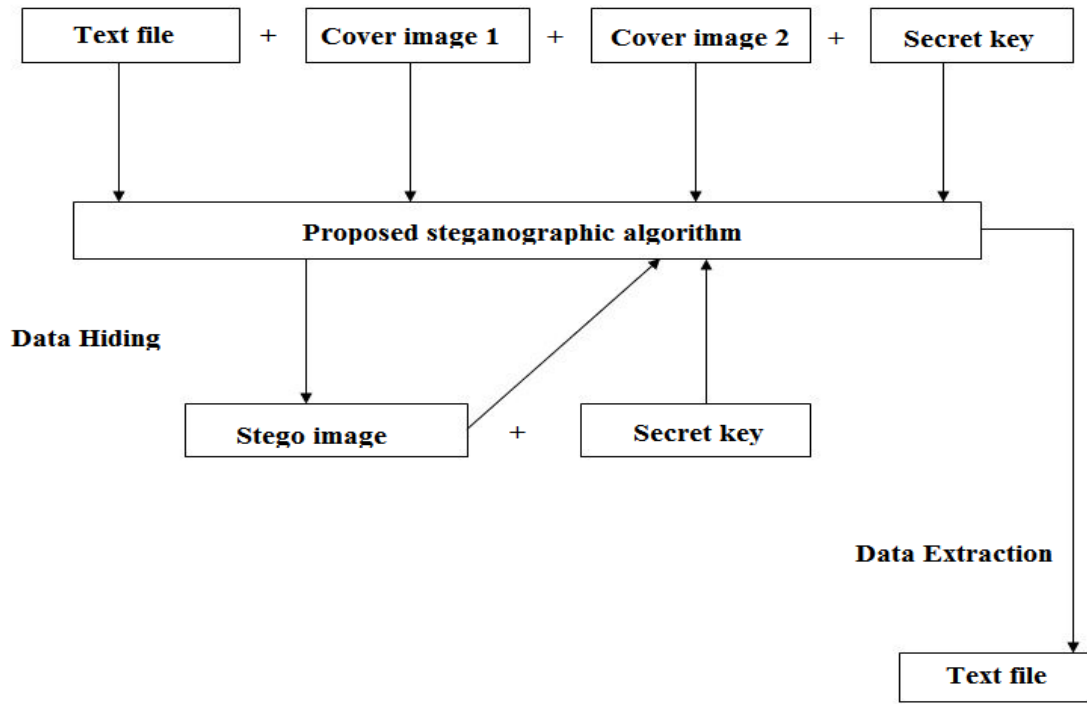 Text file + Cover image 1 + Cover image 2 + Secret key
Proposed steganographic algorithm
Data Hiding
Stego image + Secret key
Data Extraction
Text file